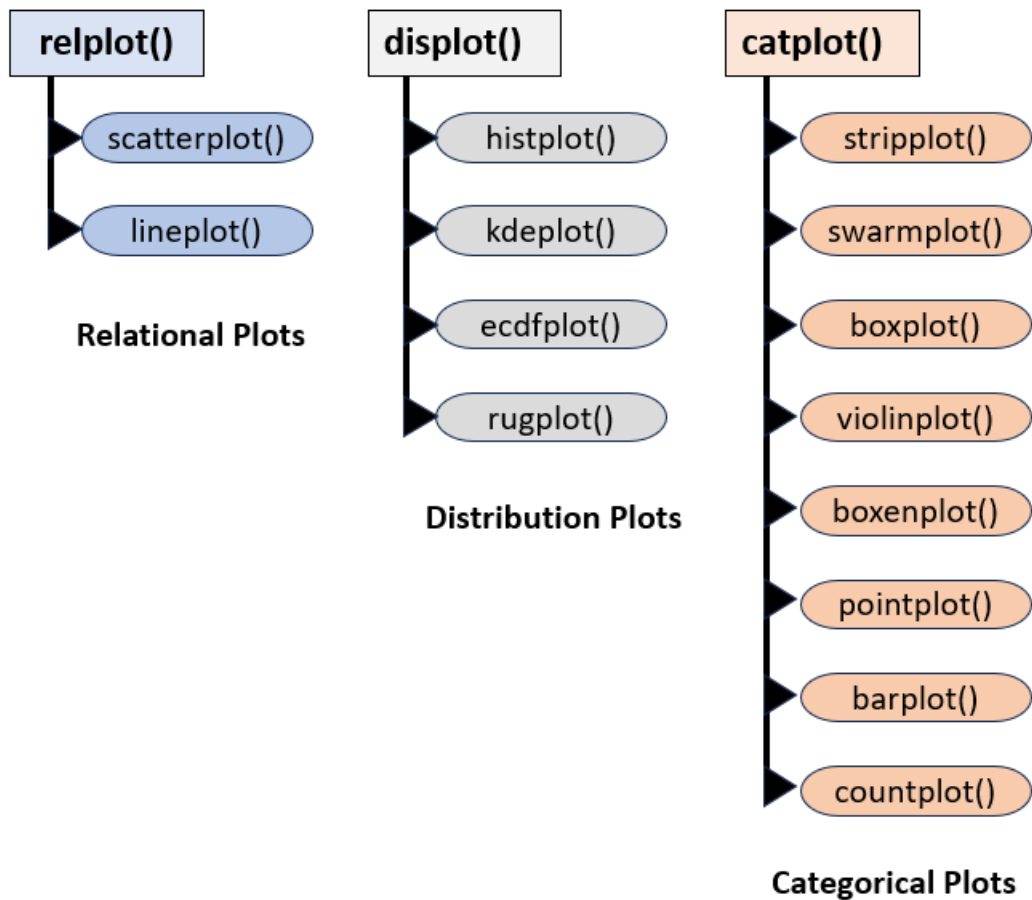 relplot()
scatterplot()
lineplot()
Relational Plots
displot()
histplot()
kdeplot()
ecdfplot()
rugplot()
Distribution Plots
catplot()
stripplot()
swarmplot()
boxplot()
violinplot()
boxenplot()
pointplot()
barplot()
countplot()
Categorical Plots